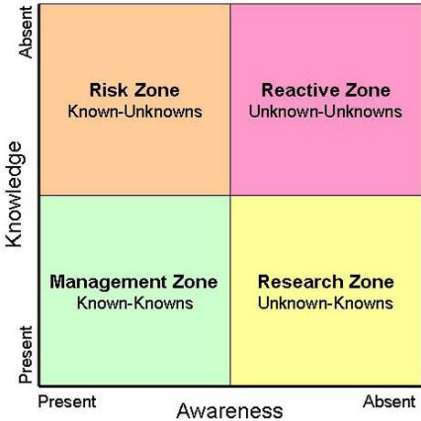 Absent
Risk Zone
Known-Unknowns
Reactive Zone
Unknown-Unknowns
Knowledge
Management Zone
Known-Knowns
Research Zone
Unknown-Knowns
Present
Present
Awareness
Absent